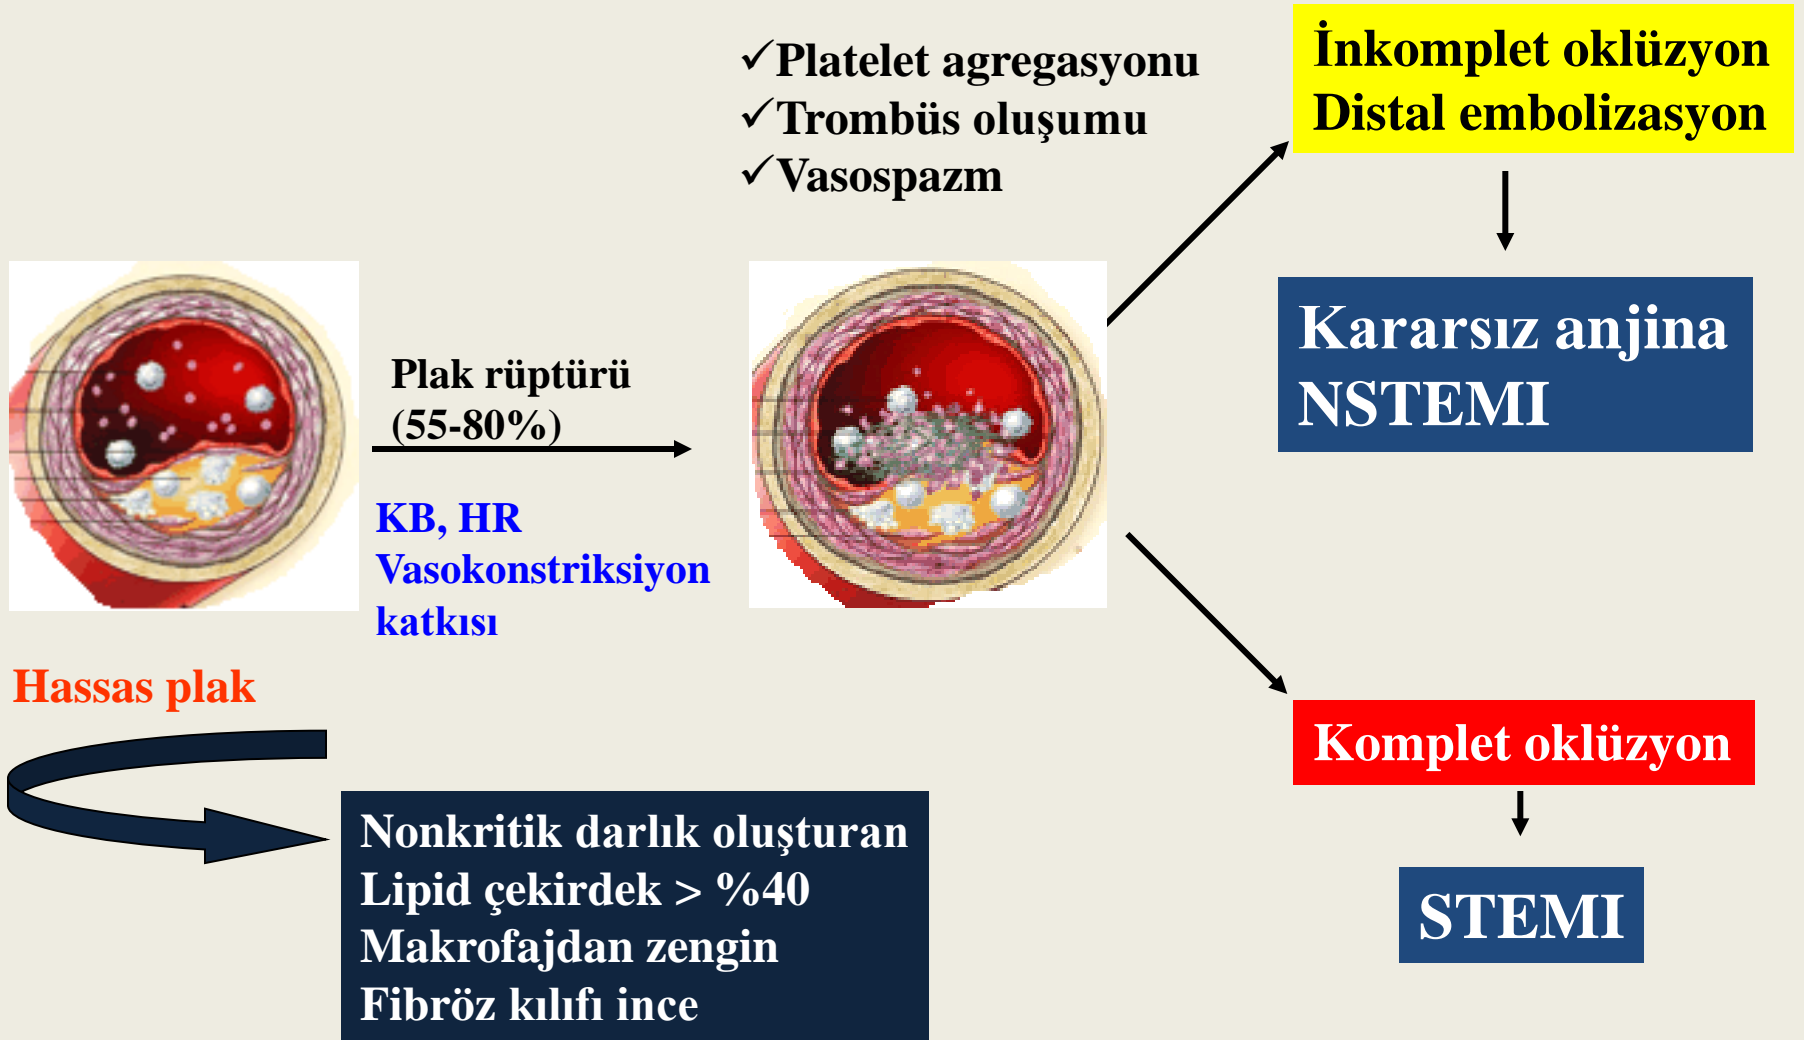 ✓Platelet agregasyonu
✓Trombüs oluşumu
✓Vasospazm
İnkomplet oklüzyon
Distal embolizasyon
Kararsız anjina
NSTEMI
Plak rüptürü
(55-80%)
KB, HR
Vasokonstriksiyon
katkısı
Hassas plak
Nonkritik darlık oluşturan
Lipid çekirdek > %40
Makrofajdan zengin
Fibröz kılıfı ince
Komplet oklüzyon
STEMI